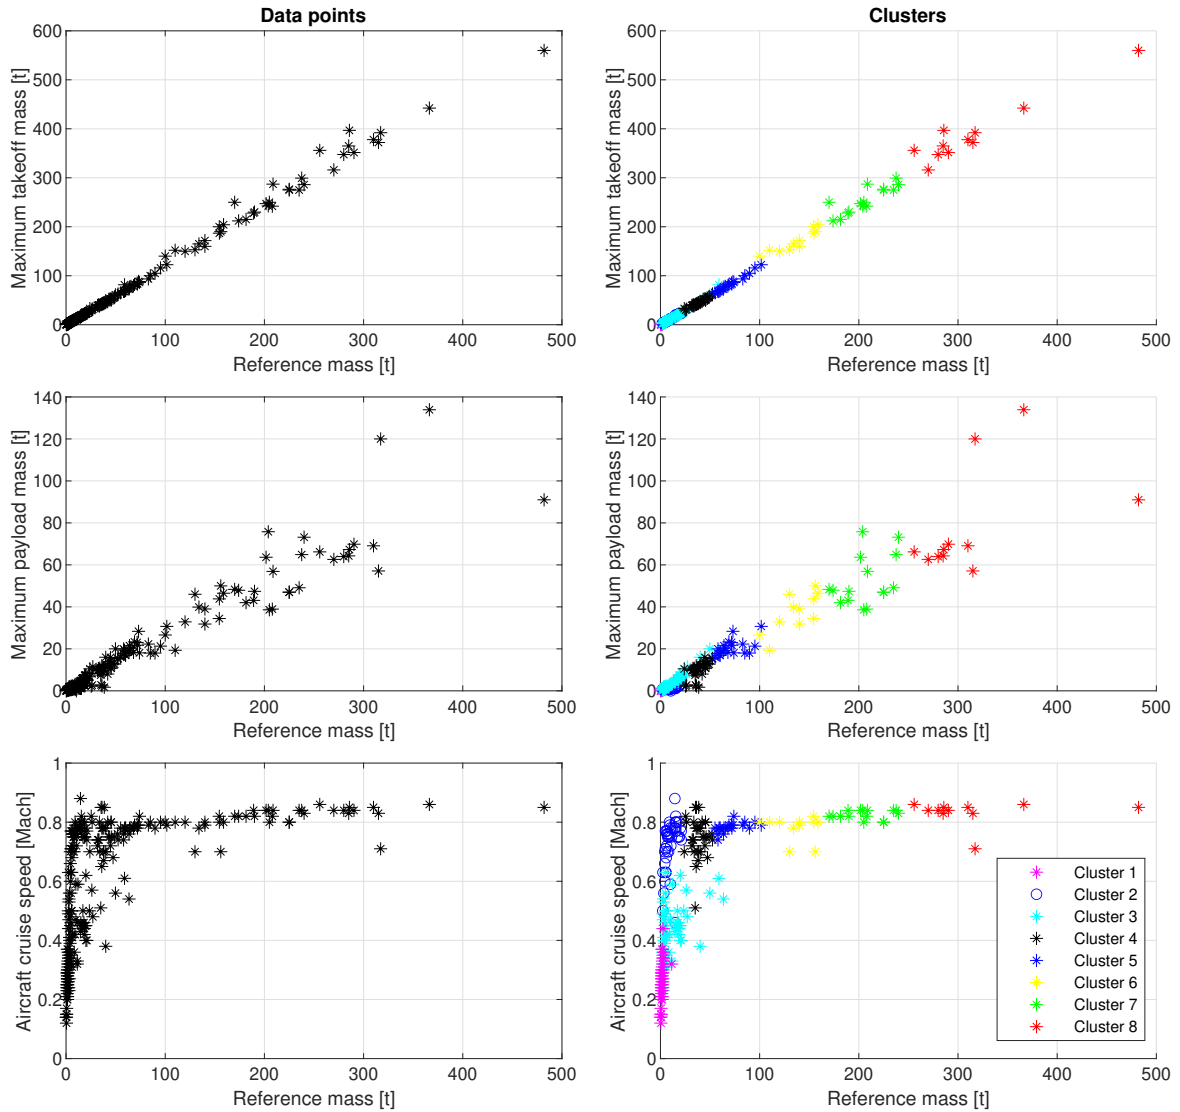 Data points
Clusters
Maximum takeoff mass [t]
600
500
400
300
200
100
0
0 100 200 300 400 500
Reference mass [t]
Maximum takeoff mass [t]
600
500
400
300
200
100
0
0 100 200 300 400 500
Reference mass [t]
Maximum payload mass [t]
140
120
100
80
60
40
20
0
0 100 200 300 400 500
Reference mass [t]
Maximum payload mass [t]
140
120
100
80
60
40
20
0
0 100 200 300 400 500
Reference mass [t]
Aircraft cruise speed [Mach]
1
0.8
0.6
0.4
0.2
0
0 100 200 300 400 500
Reference mass [t]
Aircraft cruise speed [Mach]
1
0.8
0.6
0.4
0.2
0
0 100 200 300 400 500
Reference mass [t]
Cluster 1
Cluster 2
Cluster 3
Cluster 4
Cluster 5
Cluster 6
Cluster 7
Cluster 8